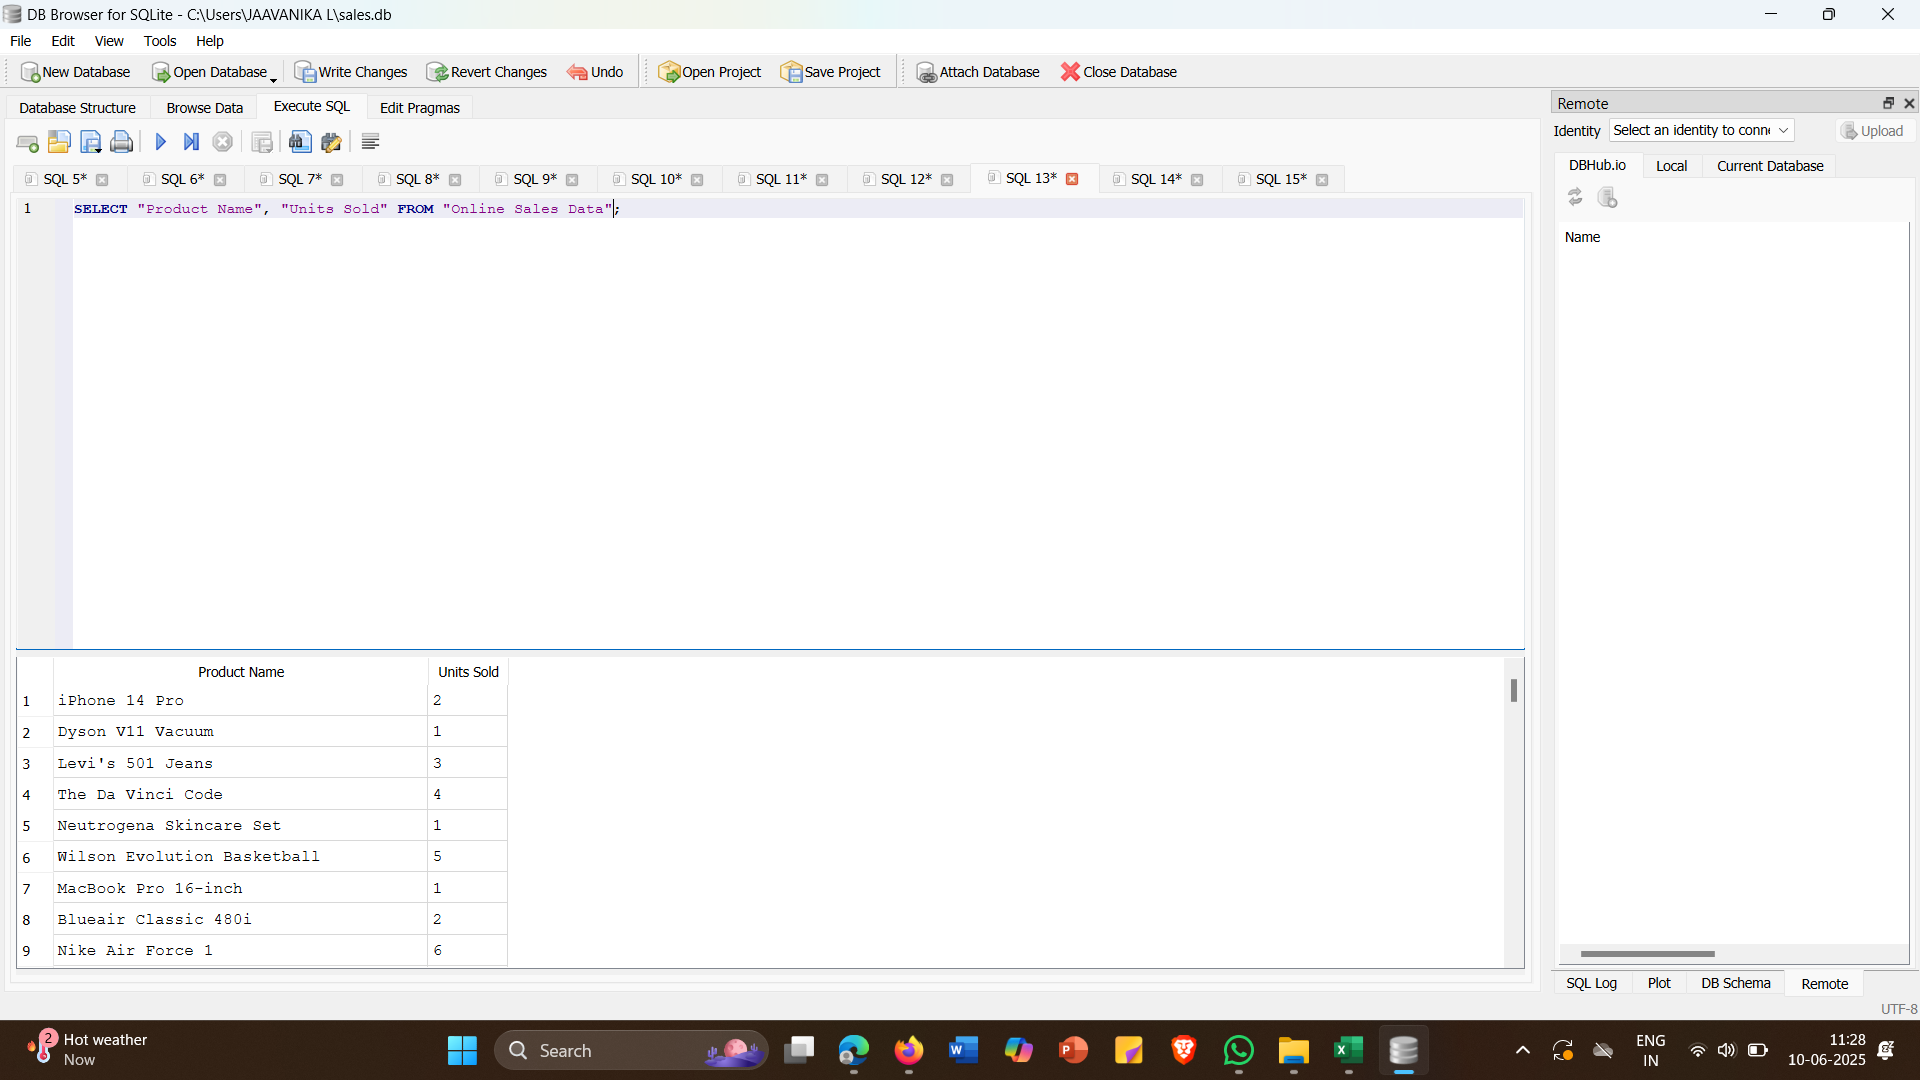 DB Browser for SQLite - C:\Users\JAAVANIKA L\sales.db
File Edit View Tools Help
New Database Open Database Write Changes Revert Changes Undo Open Project Save Project Attach Database Close Database
Database Structure Browse Data Execute SQL Edit Pragmas
Remote
Identity Select an identity to conne Upload
DBHub.io Local Current Database
SQL 5* SQL 6* SQL 7* SQL 8* SQL 9* SQL 10* SQL 11* SQL 12* SQL 13* SQL 14* SQL 15*
1 SELECT "Product Name", "Units Sold" FROM "Online Sales Data";
Name
Product Name Units Sold
1 iPhone 14 Pro 2
2 Dyson V11 Vacuum 1
3 Levi's 501 Jeans 3
4 The Da Vinci Code 4
5 Neutrogena Skincare Set 1
6 Wilson Evolution Basketball 5
7 MacBook Pro 16-inch 1
8 Blueair Classic 480i 2
9 Nike Air Force 1 6
SQL Log Plot DB Schema Remote
UTF-8
2 Hot weather
Now
Search
ENG
IN
11:28
10-06-2025